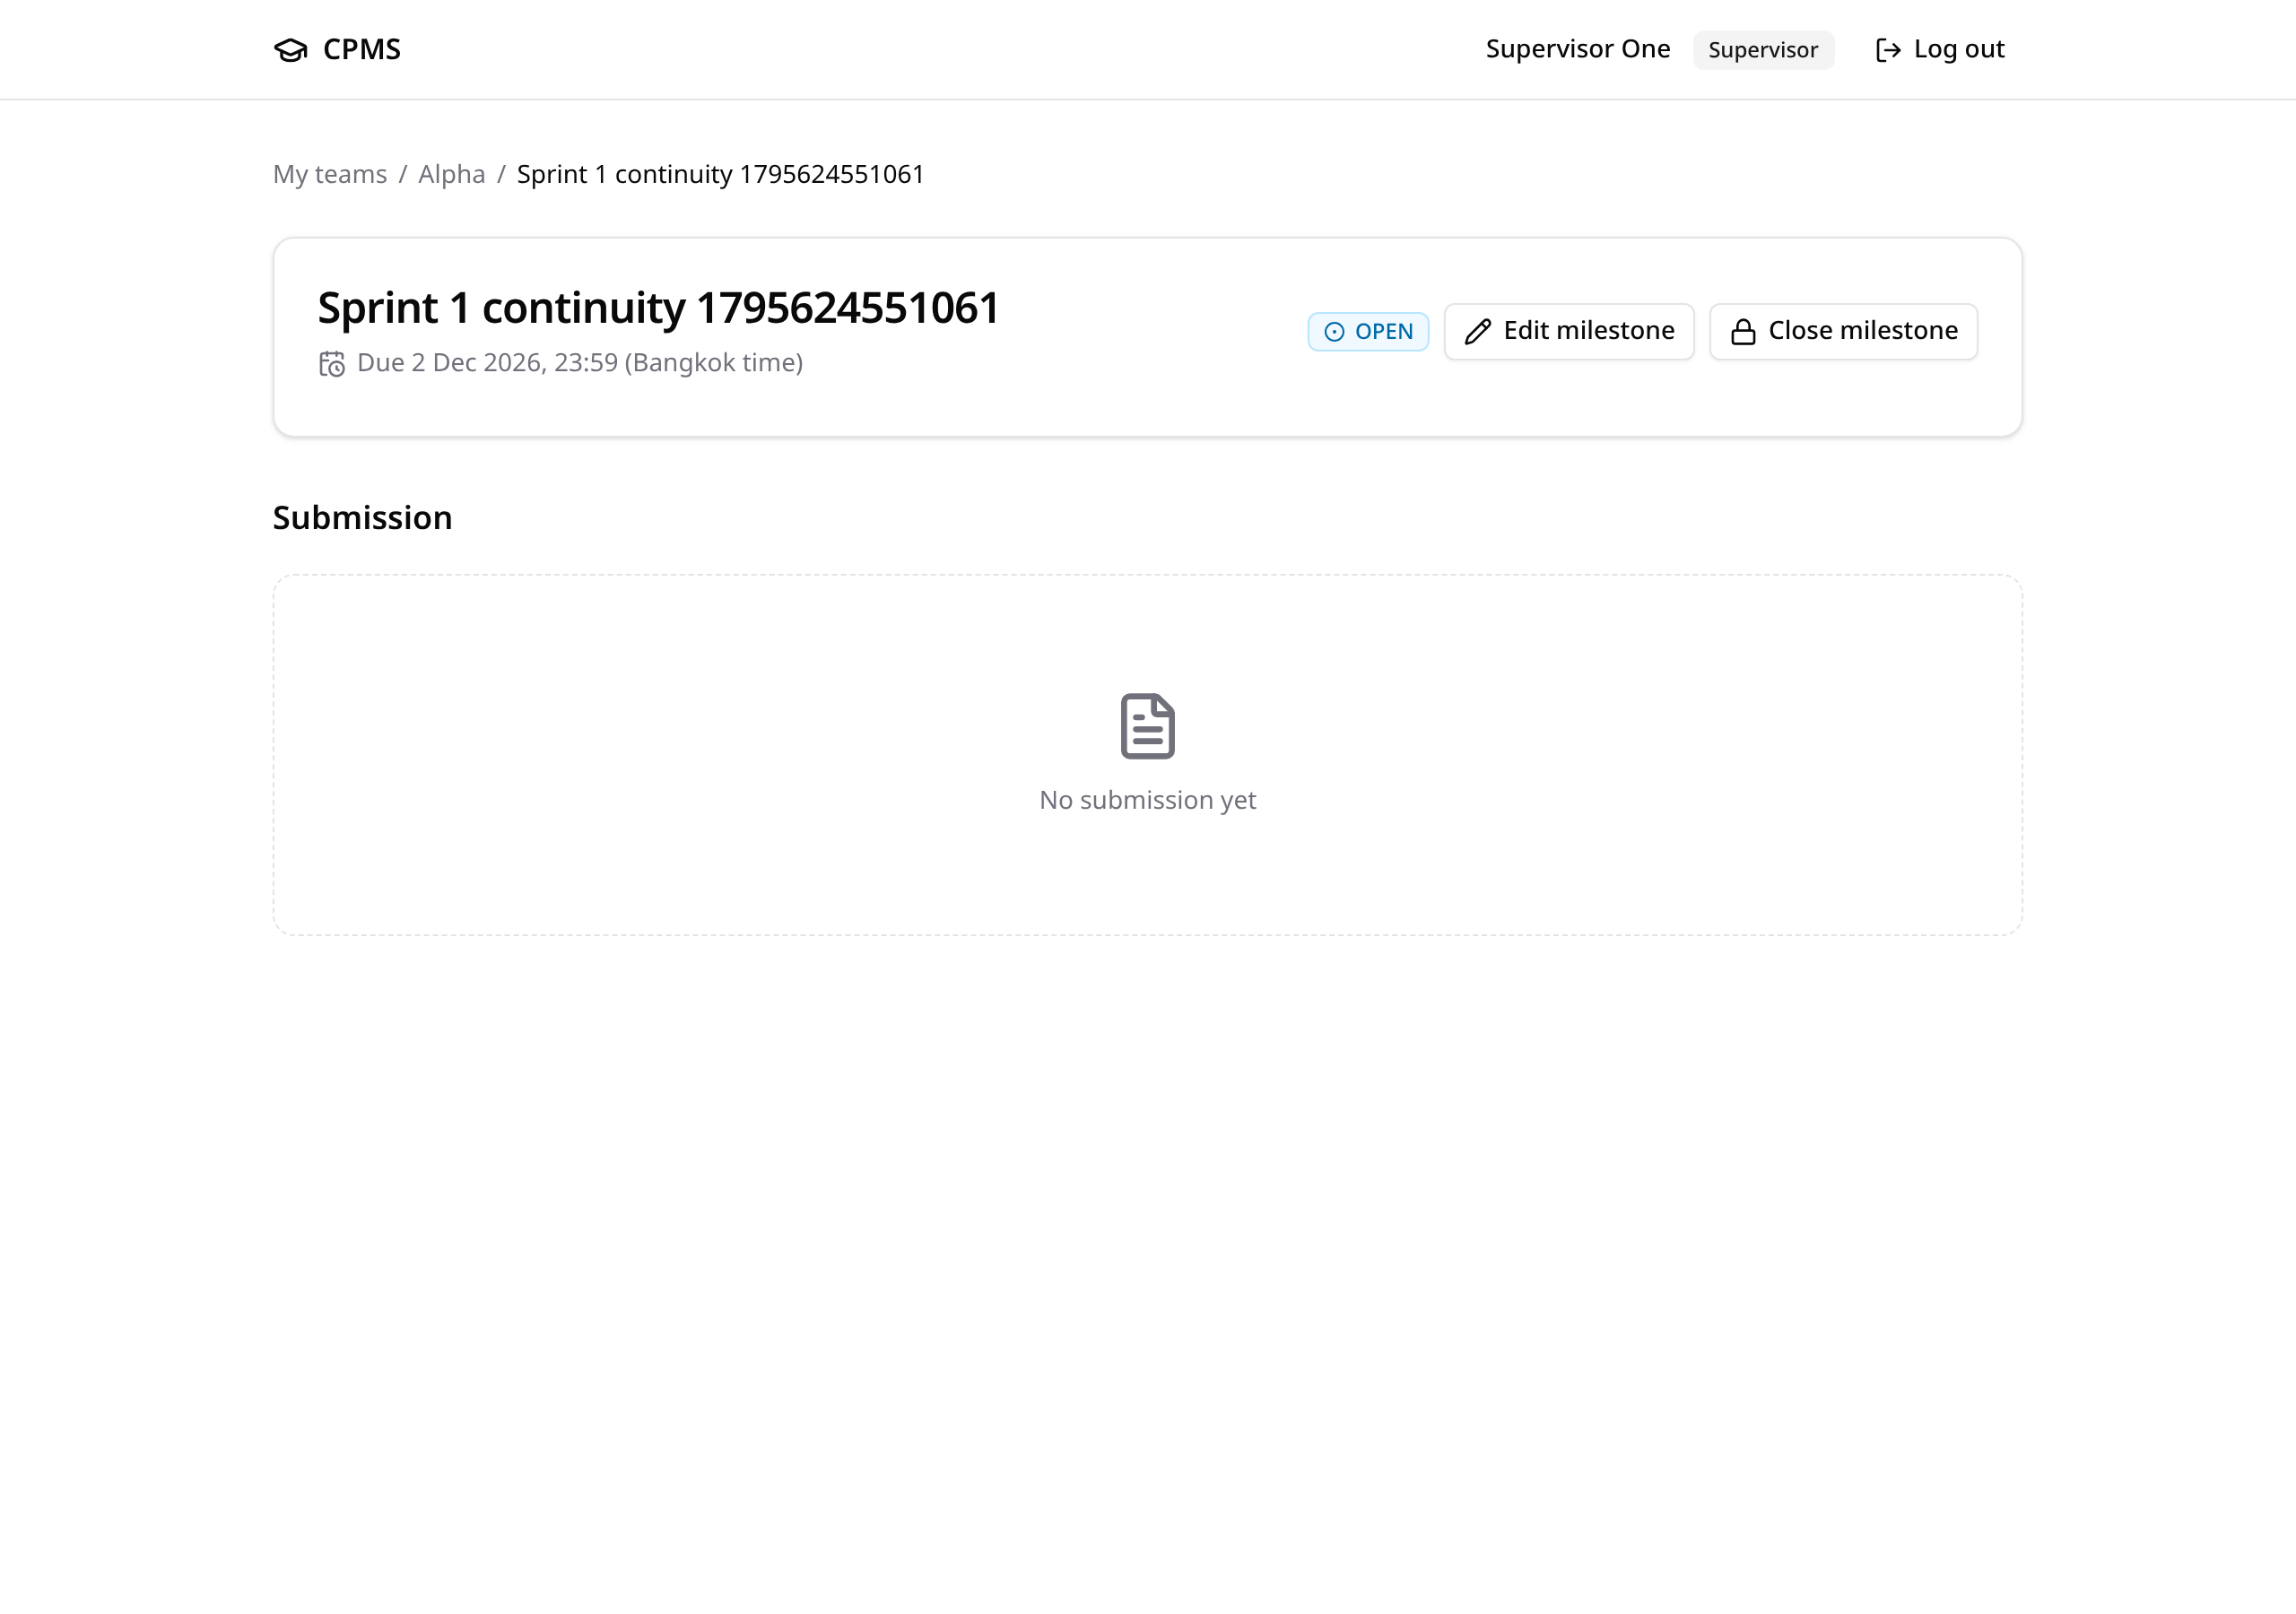 CPMS
Supervisor One
Supervisor
Log out
My teams / Alpha / Sprint 1 continuity 1795624551061
Sprint 1 continuity 1795624551061
Due 2 Dec 2026, 23:59 (Bangkok time)
OPEN
Edit milestone
Close milestone
Submission
No submission yet